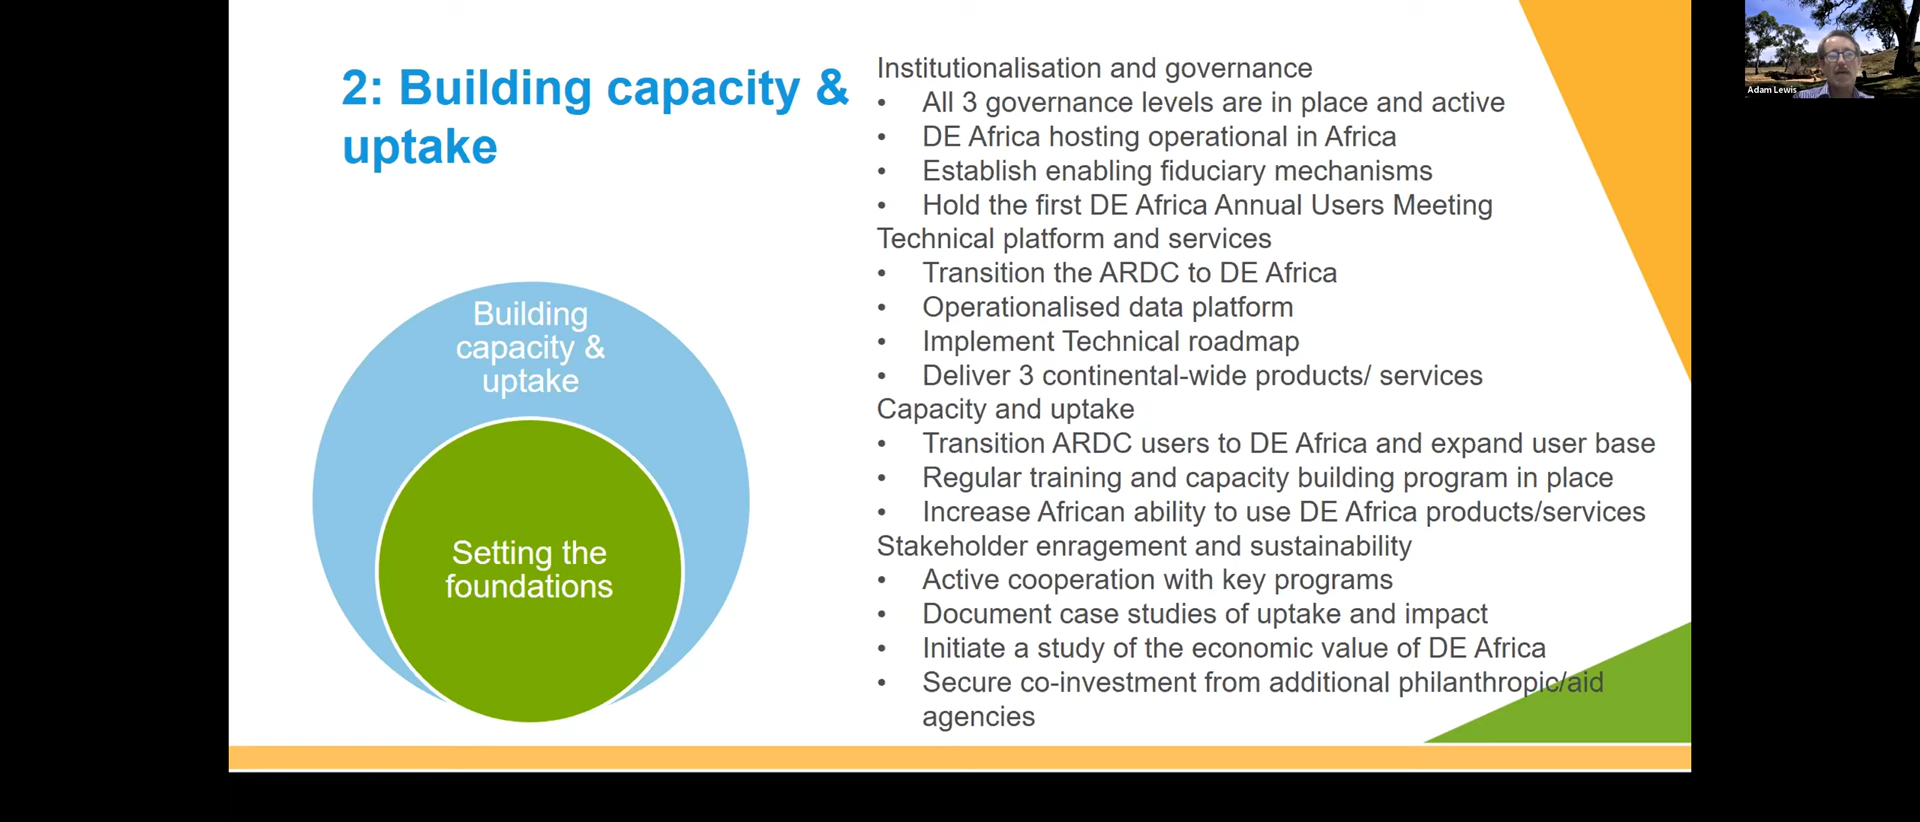 2: Building capacity &
uptake
Building
capacity &
uptake
Setting the
foundations
Institutionalisation and governance
• All 3 governance levels are in place and active
• DE Africa hosting operational in Africa
• Establish enabling fiduciary mechanisms
• Hold the first DE Africa Annual Users Meeting
Technical platform and services
• Transition the ARDC to DE Africa
• Operationalised data platform
• Implement Technical roadmap
• Deliver 3 continental-wide products/ services
Capacity and uptake
• Transition ARDC users to DE Africa and expand user base
• Regular training and capacity building program in place
• Increase African ability to use DE Africa products/services
Stakeholder enragement and sustainability
• Active cooperation with key programs
• Document case studies of uptake and impact
• Initiate a study of the economic value of DE Africa
• Secure co-investment from additional philanthropic/aid
agencies
Adam Lewis